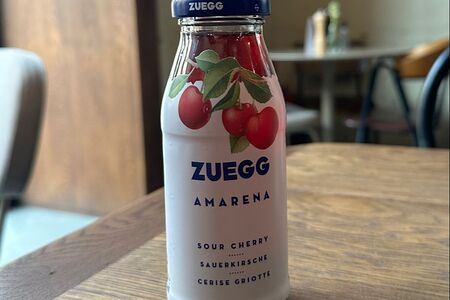 ZUEGG
ZUEGG
AMARENA
SOUR CHERRY
SAUERKIRSCHE
CERISE GRIOTTE